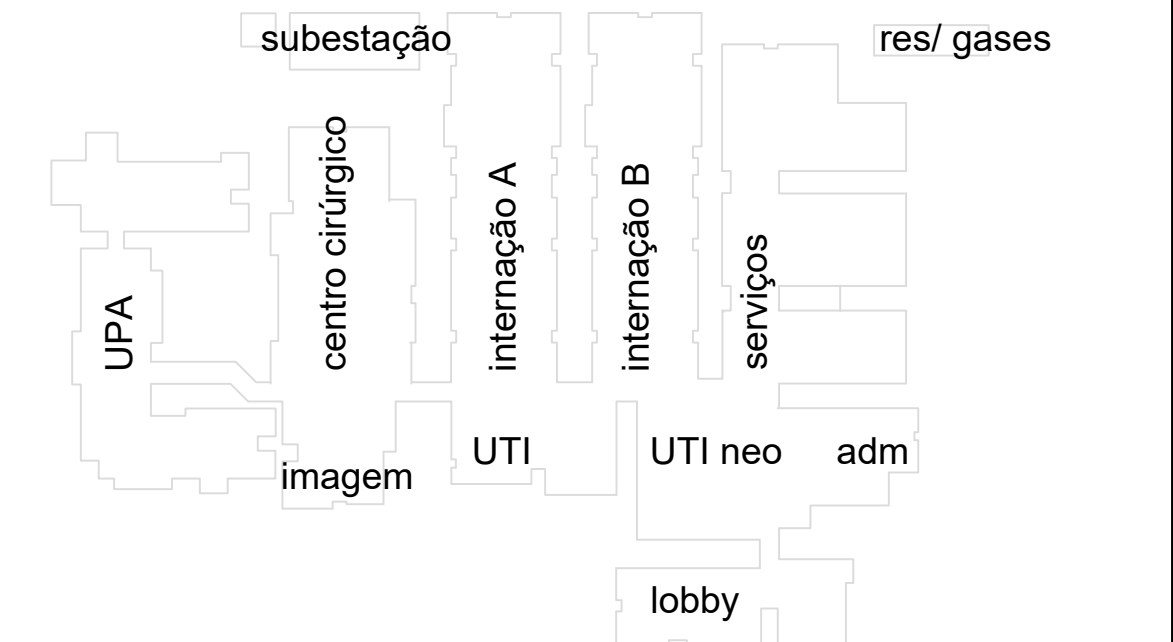 subestação
res/ gases
centro cirúrgico
internação A
internação B
serviços
UPA
UTI
UTI neo
adm
imagem
lobby